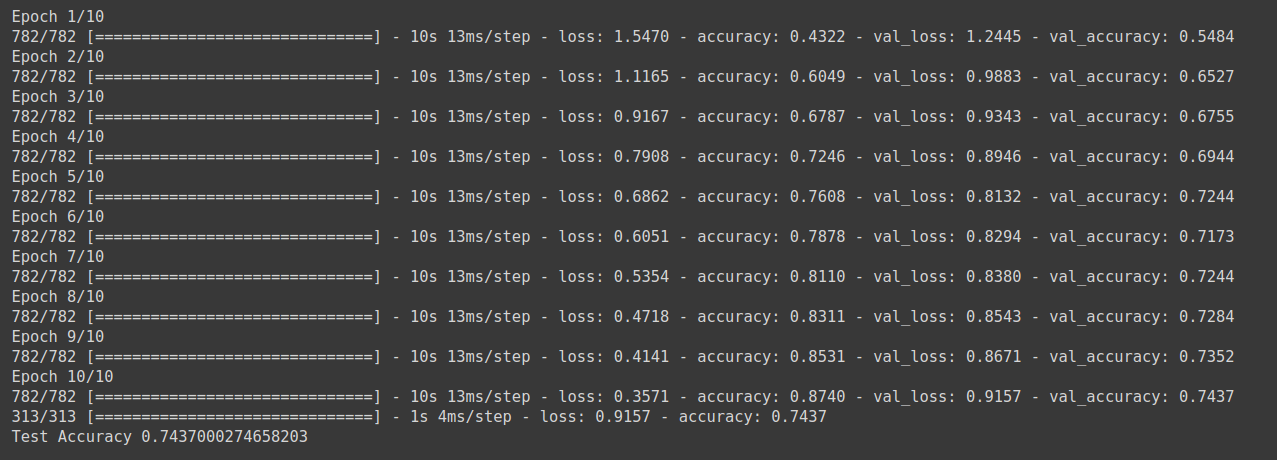 Epoch 1/10
782/782 [==============================] - 10s 13ms/step - loss: 1.5470 - accuracy: 0.4322 - val_loss: 1.2445 - val_accuracy: 0.5484
Epoch 2/10
782/782 [==============================] - 10s 13ms/step - loss: 1.1165 - accuracy: 0.6049 - val_loss: 0.9883 - val_accuracy: 0.6527
Epoch 3/10
782/782 [==============================] - 10s 13ms/step - loss: 0.9167 - accuracy: 0.6787 - val_loss: 0.9343 - val_accuracy: 0.6755
Epoch 4/10
782/782 [==============================] - 10s 13ms/step - loss: 0.7908 - accuracy: 0.7246 - val_loss: 0.8946 - val_accuracy: 0.6944
Epoch 5/10
782/782 [==============================] - 10s 13ms/step - loss: 0.6862 - accuracy: 0.7608 - val_loss: 0.8132 - val_accuracy: 0.7244
Epoch 6/10
782/782 [==============================] - 10s 13ms/step - loss: 0.6051 - accuracy: 0.7878 - val_loss: 0.8294 - val_accuracy: 0.7173
Epoch 7/10
782/782 [==============================] - 10s 13ms/step - loss: 0.5354 - accuracy: 0.8110 - val_loss: 0.8380 - val_accuracy: 0.7244
Epoch 8/10
782/782 [==============================] - 10s 13ms/step - loss: 0.4718 - accuracy: 0.8311 - val_loss: 0.8543 - val_accuracy: 0.7284
Epoch 9/10
782/782 [==============================] - 10s 13ms/step - loss: 0.4141 - accuracy: 0.8531 - val_loss: 0.8671 - val_accuracy: 0.7352
Epoch 10/10
782/782 [==============================] - 10s 13ms/step - loss: 0.3571 - accuracy: 0.8740 - val_loss: 0.9157 - val_accuracy: 0.7437
313/313 [==============================] - 1s 4ms/step - loss: 0.9157 - accuracy: 0.7437
Test Accuracy 0.7437000274658203